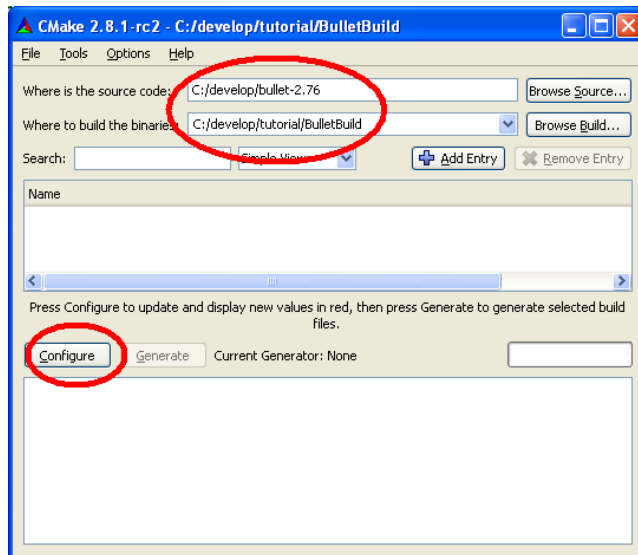 CMake 2.8.1-rc2 - C:/develop/tutorial/BulletBuild
File Tools Options Help
Where is the source code: C:/develop/bullet-2.76 Browse Source...
Where to build the binaries: C:/develop/tutorial/BulletBuild Browse Build...
Search: Simple View Add Entry Remove Entry
Name
Press Configure to update and display new values in red, then press Generate to generate selected build
files.
Configure Generate Current Generator: None